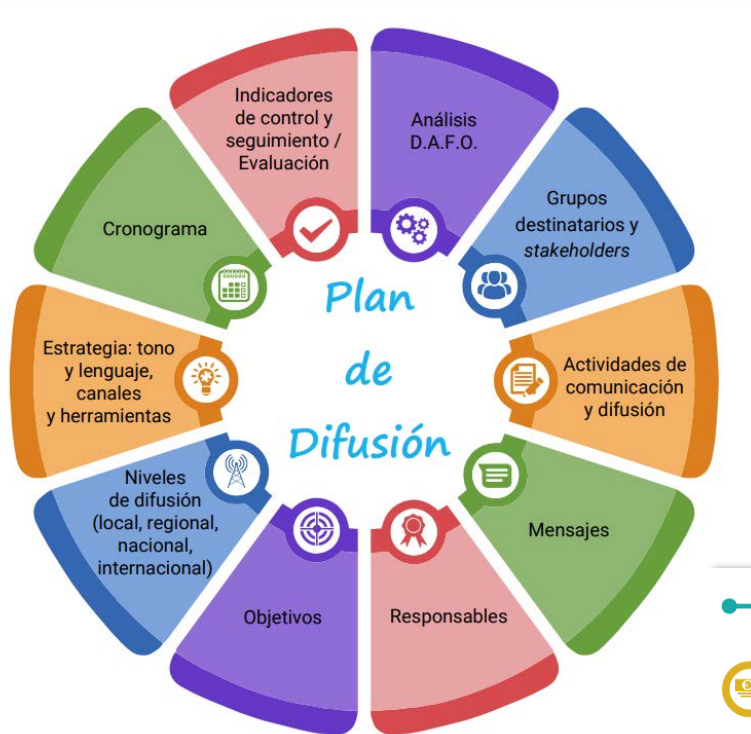 Plan
de
Difusión
Análisis
D.A.F.O.
Grupos
destinatarios y
stakeholders
Actividades de
comunicación
y difusión
Mensajes
Responsables
Objetivos
Niveles
de difusión
(local, regional,
nacional,
internacional)
Estrategia: tono
y lenguaje,
canales
y herramientas
Cronograma
Indicadores
de control y
seguimiento /
Evaluación